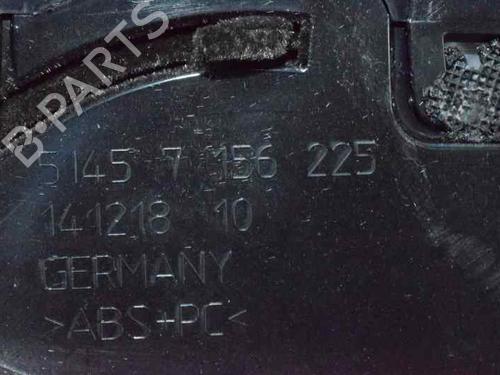 B-PARTS
5145 7 156 225
141218 10
GERMANY
>ABS+PC<